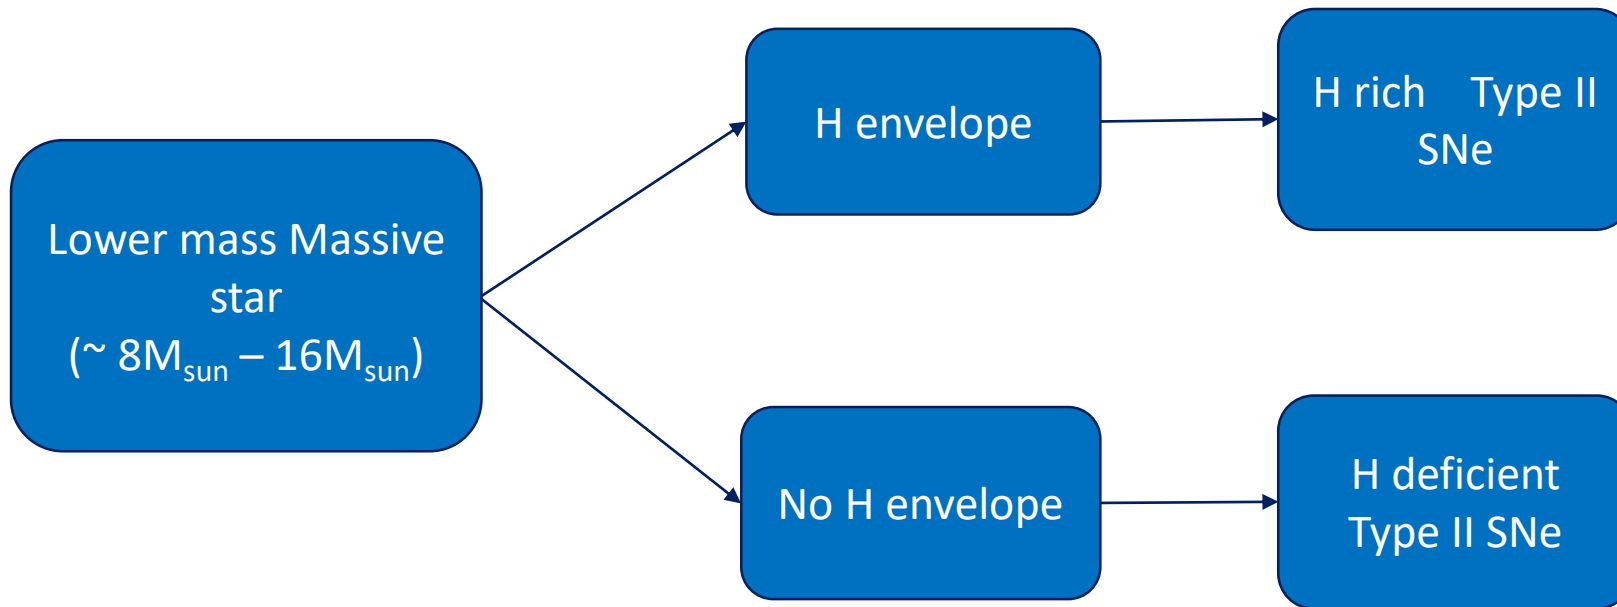 Lower mass Massive
star
(~ 8Msun – 16Msun)
H envelope
H rich Type II
SNe
No H envelope
H deficient
Type II SNe